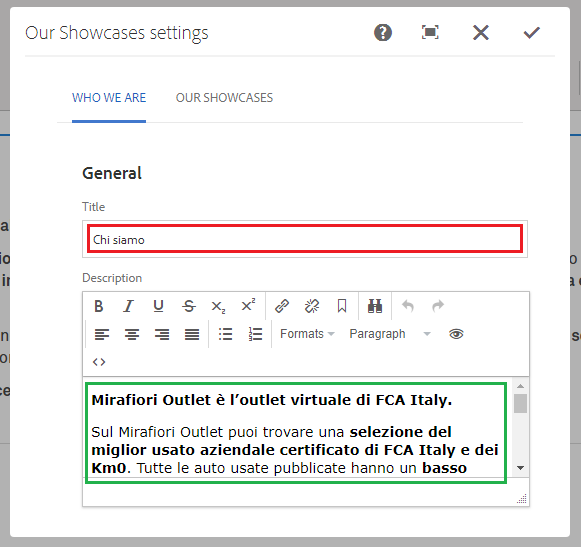 Our Showcases settings
WHO WE ARE
OUR SHOWCASES
General
Title
Chi siamo
Description
B I U S X₂ X²
Formats Paragraph
<>
Mirafiori Outlet è l’outlet virtuale di FCA Italy.
Sul Mirafiori Outlet puoi trovare una selezione del
miglior usato aziendale certificato di FCA Italy e dei
Km0. Tutte le auto usate pubblicate hanno un basso